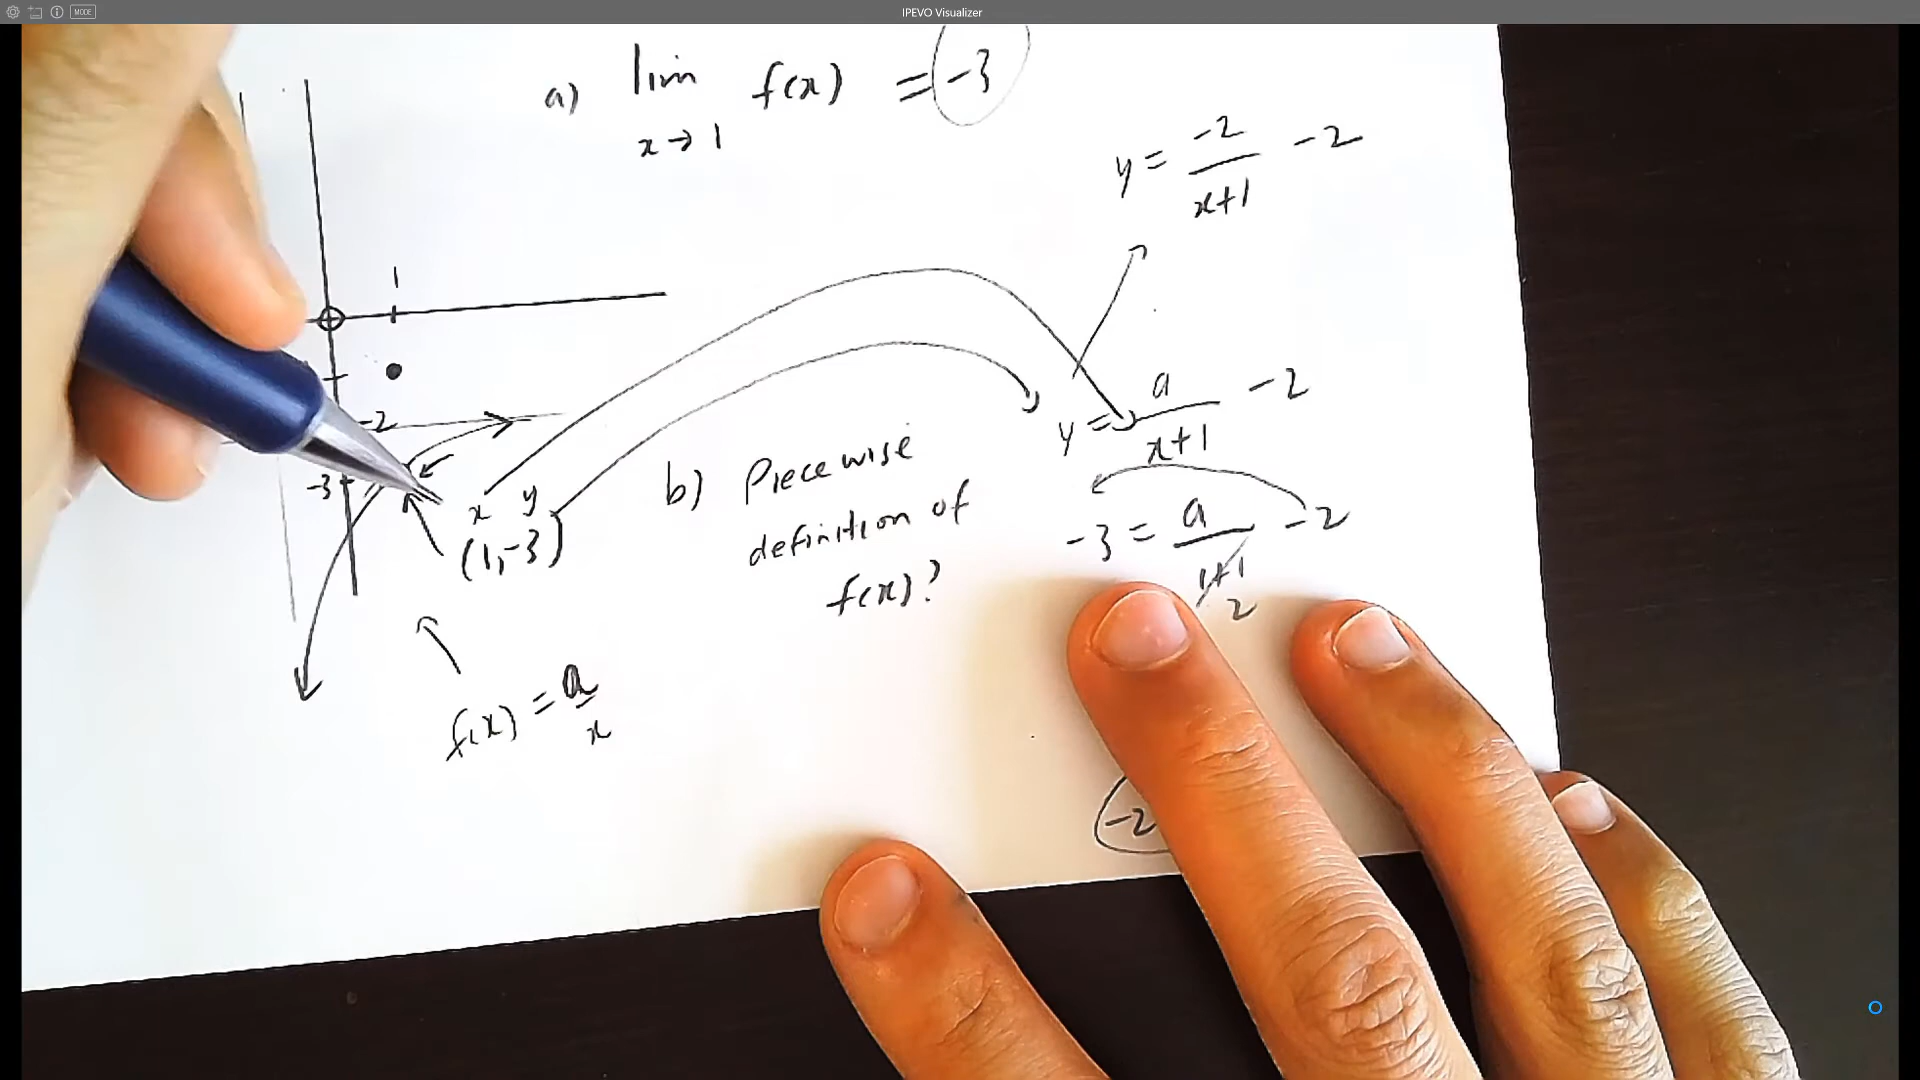 MODE
IPEVO Visualizer
a) lim f(x) = -3
x→1
y = -2/(x+1) - 2
1
-2
-3
x y
(1,-3)
b) Piecewise
definition of
f(x)?
y = a/(x+1) - 2
-3 = a/(1+1) - 2
2
f(x) = a/x
-2